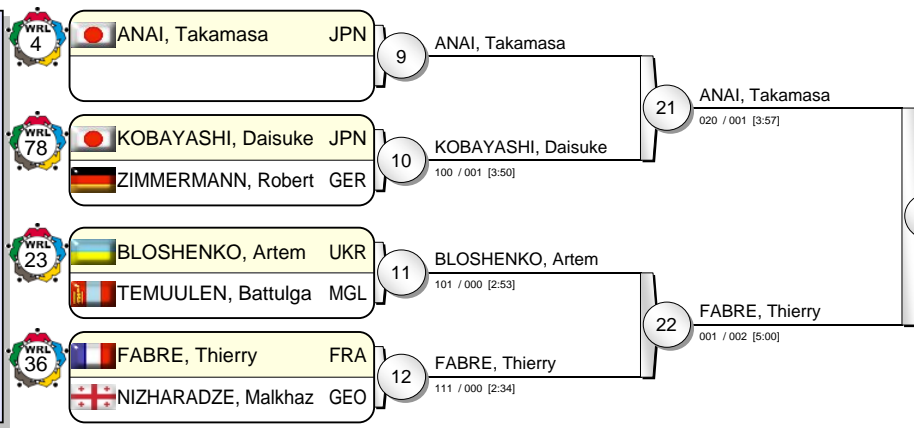 WRL
4
ANAI, Takamasa JPN
9
ANAI, Takamasa
21
ANAI, Takamasa
020 / 001 [3:57]
WRL
78
KOBAYASHI, Daisuke JPN
ZIMMERMANN, Robert GER
10
KOBAYASHI, Daisuke
100 / 001 [3:50]
WRL
23
BLOSHENKO, Artem UKR
TEMUULEN, Battulga MGL
11
BLOSHENKO, Artem
101 / 000 [2:53]
22
FABRE, Thierry
001 / 002 [5:00]
WRL
36
FABRE, Thierry FRA
NIZHARADZE, Malkhaz GEO
12
FABRE, Thierry
111 / 000 [2:34]